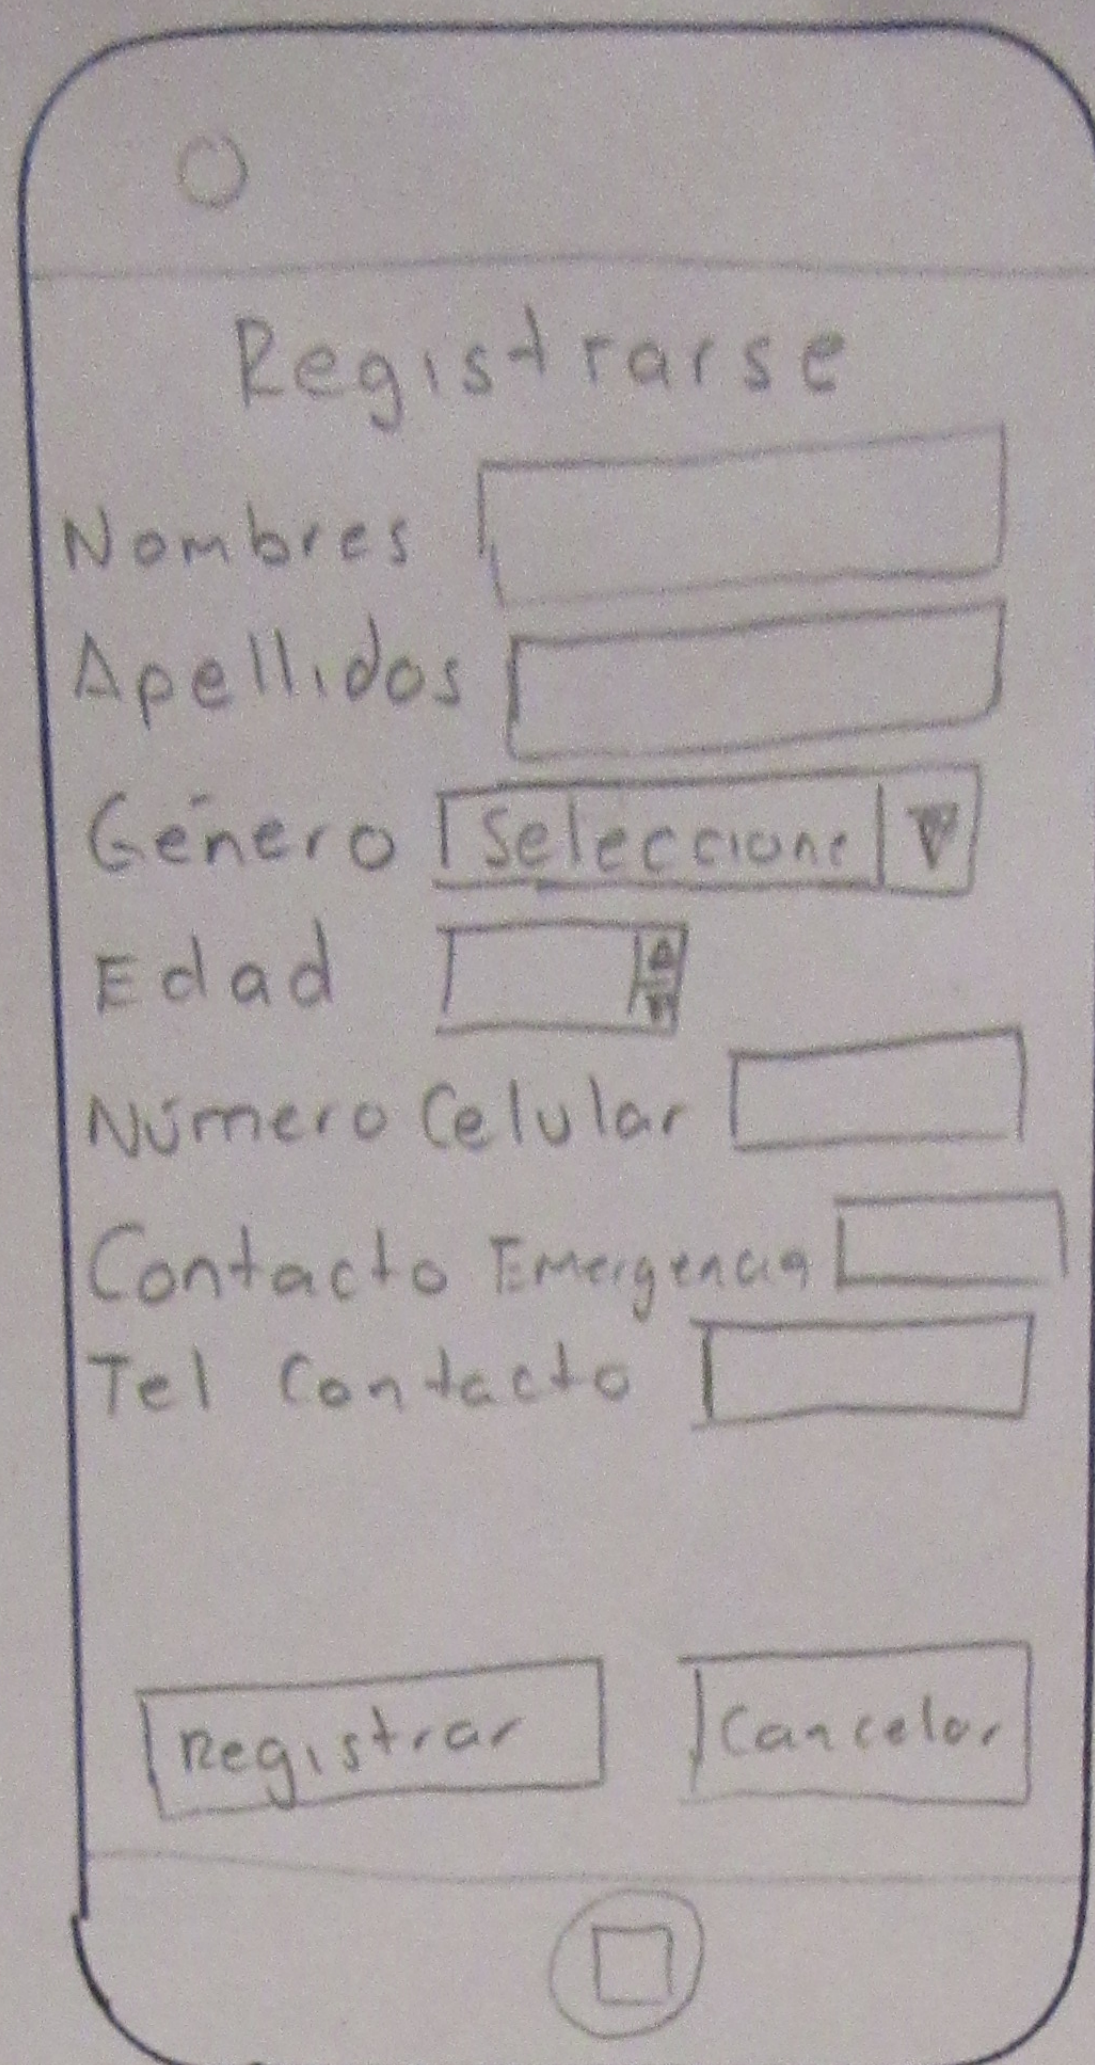 Registrarse
Nombres
Apellidos
Género Seleccione
Edad
Número Celular
Contacto Emergencia
Tel Contacto
Registrar Cancelar